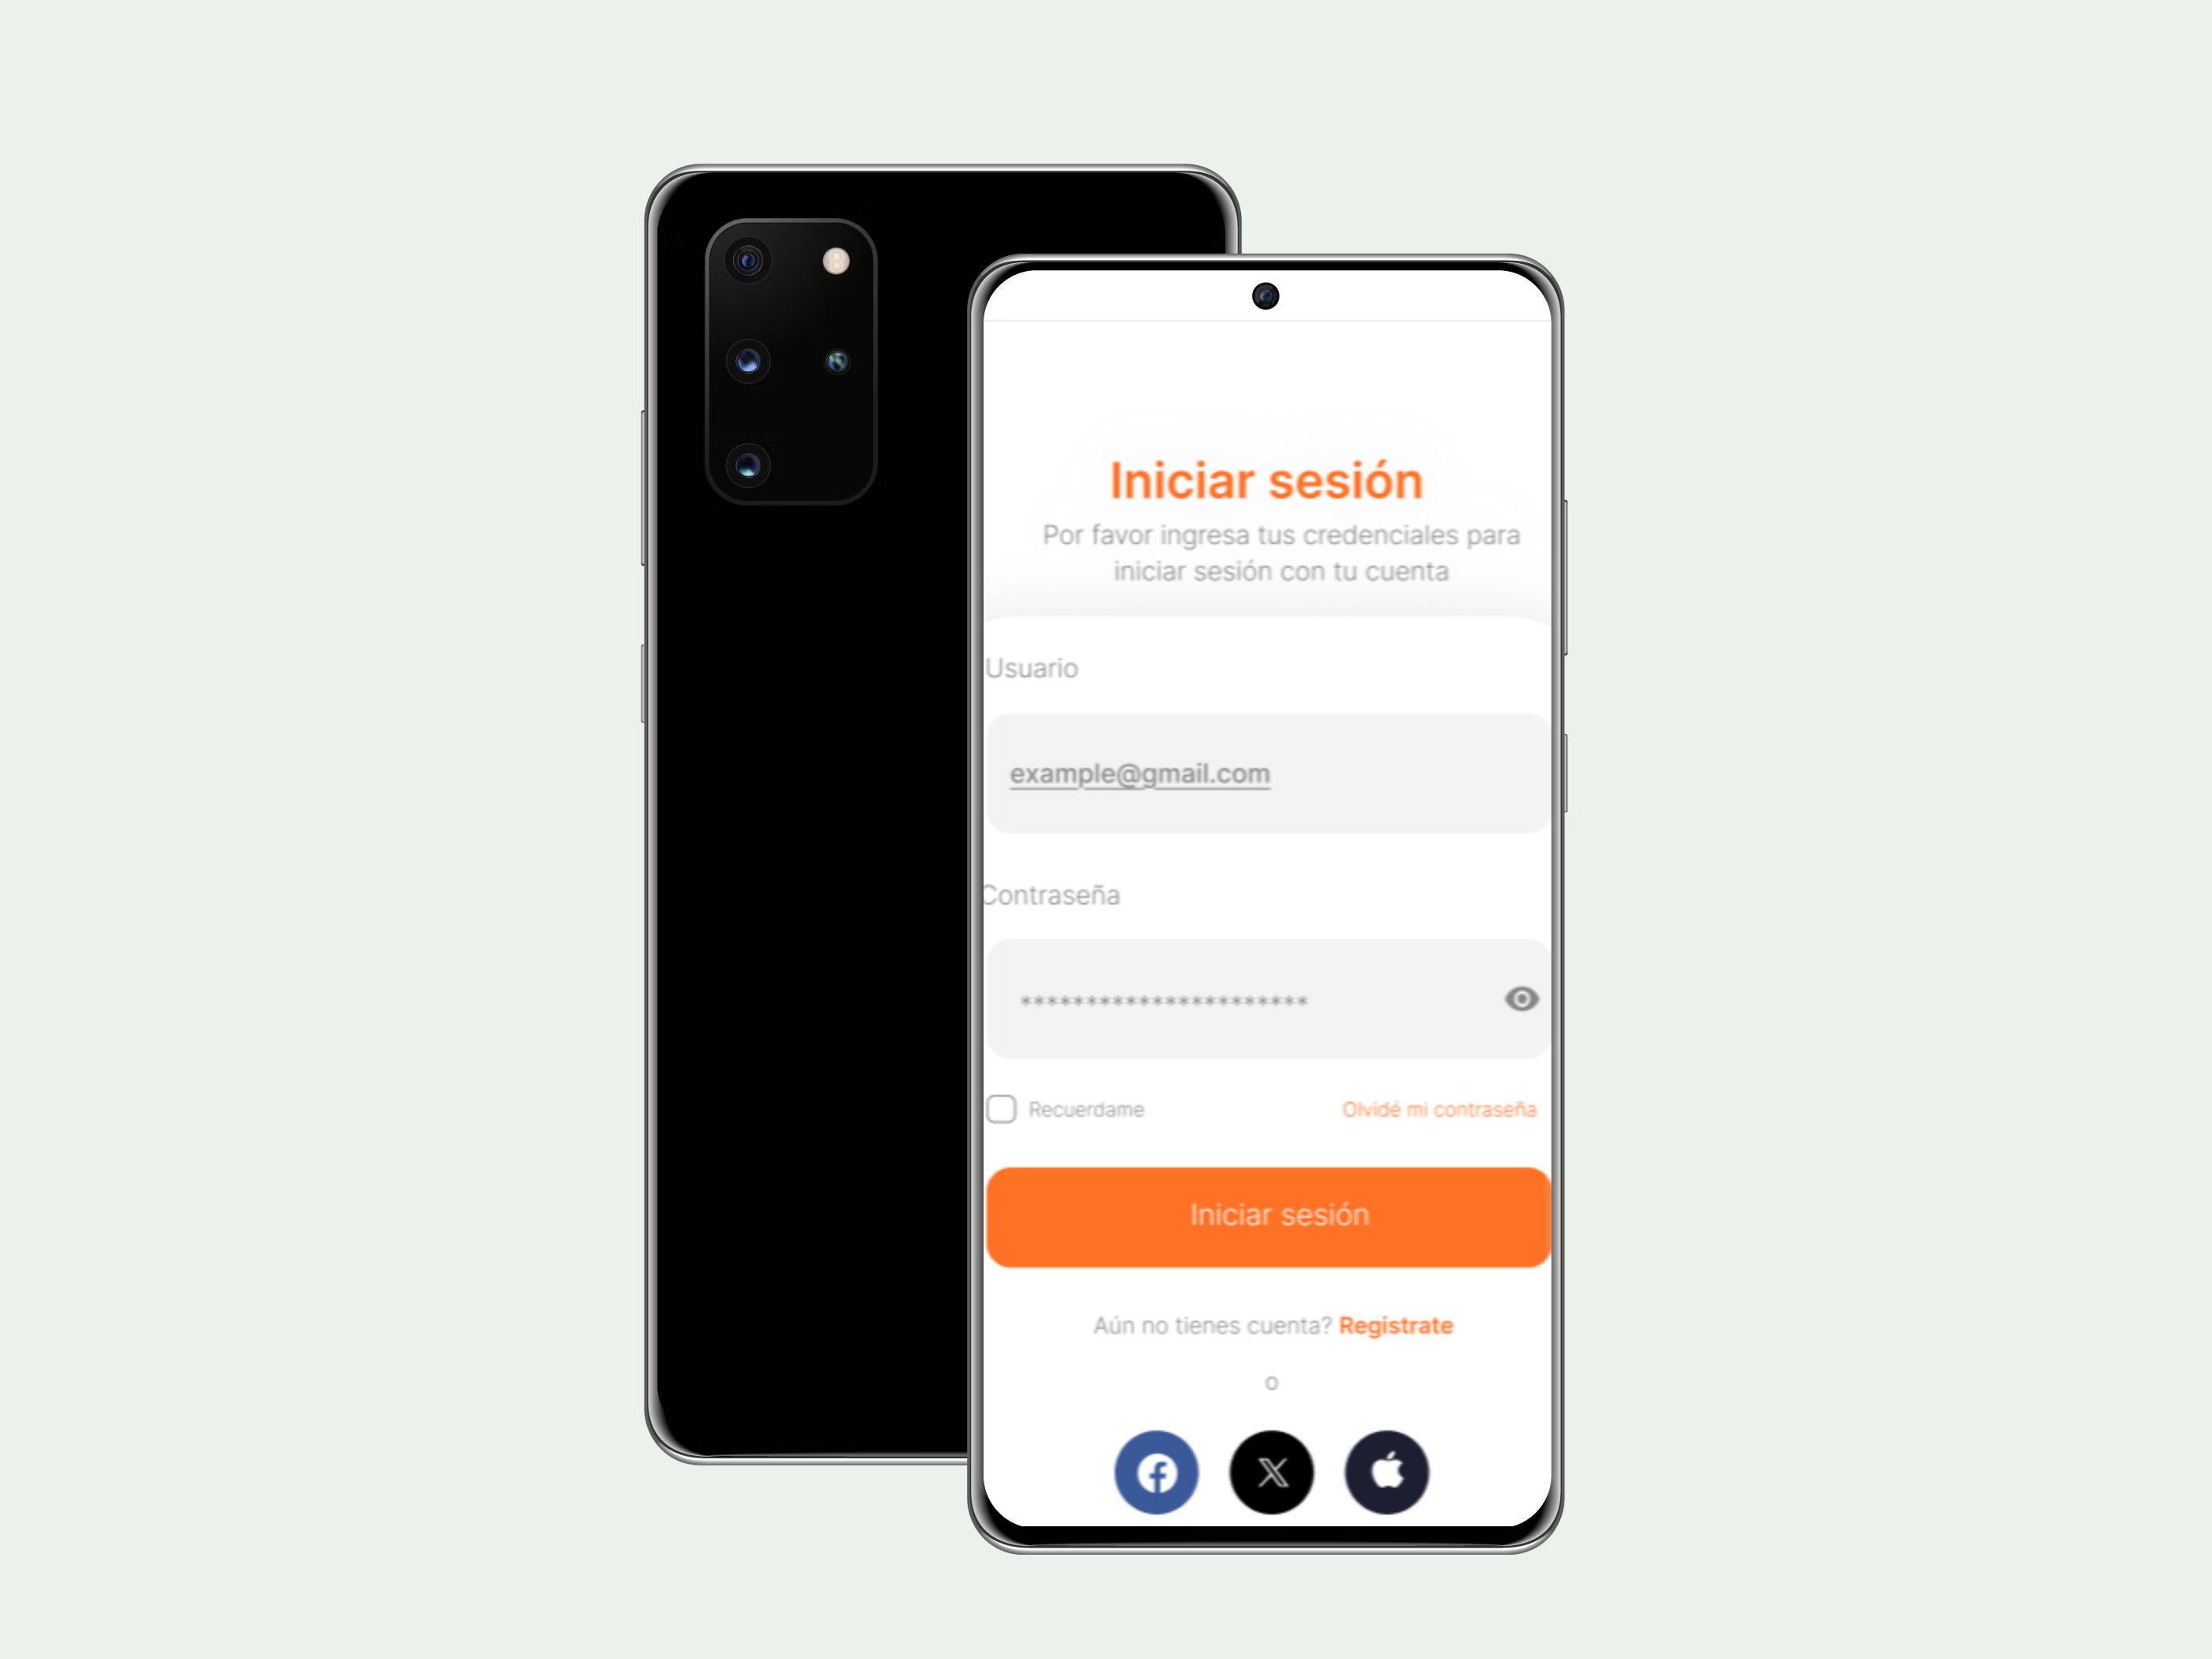 Iniciar sesión
Por favor ingresa tus credenciales para
iniciar sesión con tu cuenta
Usuario
example@gmail.com
Contraseña
**********************
Recuerdame
Olvidé mi contraseña
Iniciar sesión
Aún no tienes cuenta? Registrate
o